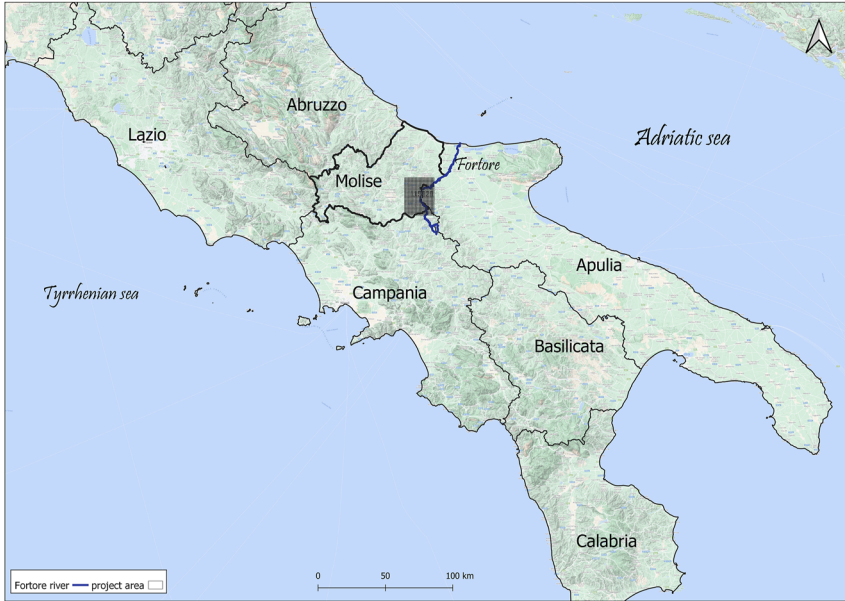 Abruzzo
Lazio
Adriatic sea
Fortore
Molise
Apulia
Tyrrhenian sea
Campania
Basilicata
Calabria
0 50 100 km
Fortore river project area